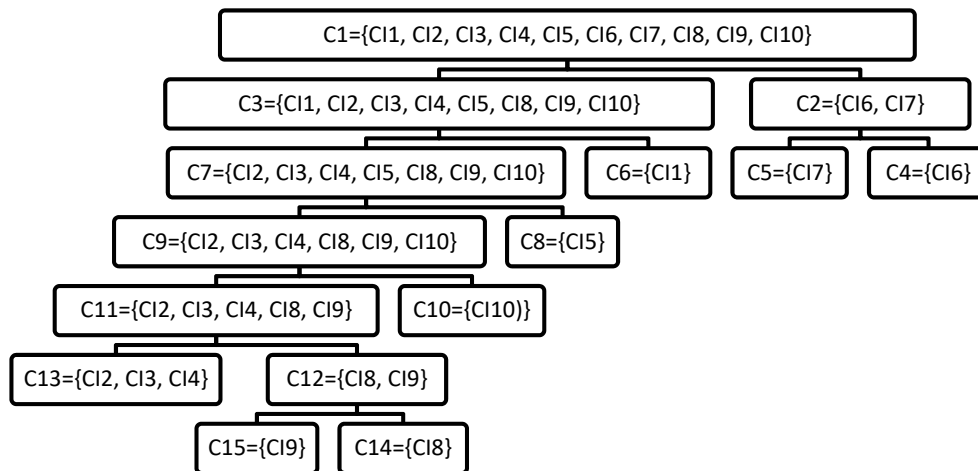 C1={CI1, CI2, CI3, CI4, CI5, CI6, CI7, CI8, CI9, CI10}
C3={CI1, CI2, CI3, CI4, CI5, CI8, CI9, CI10}
C2={CI6, CI7}
C7={CI2, CI3, CI4, CI5, CI8, CI9, CI10}
C6={CI1}
C5={CI7}
C4={CI6}
C9={CI2, CI3, CI4, CI8, CI9, CI10}
C8={CI5}
C11={CI2, CI3, CI4, CI8, CI9}
C10={CI10)}
C13={CI2, CI3, CI4}
C12={CI8, CI9}
C15={CI9}
C14={CI8}